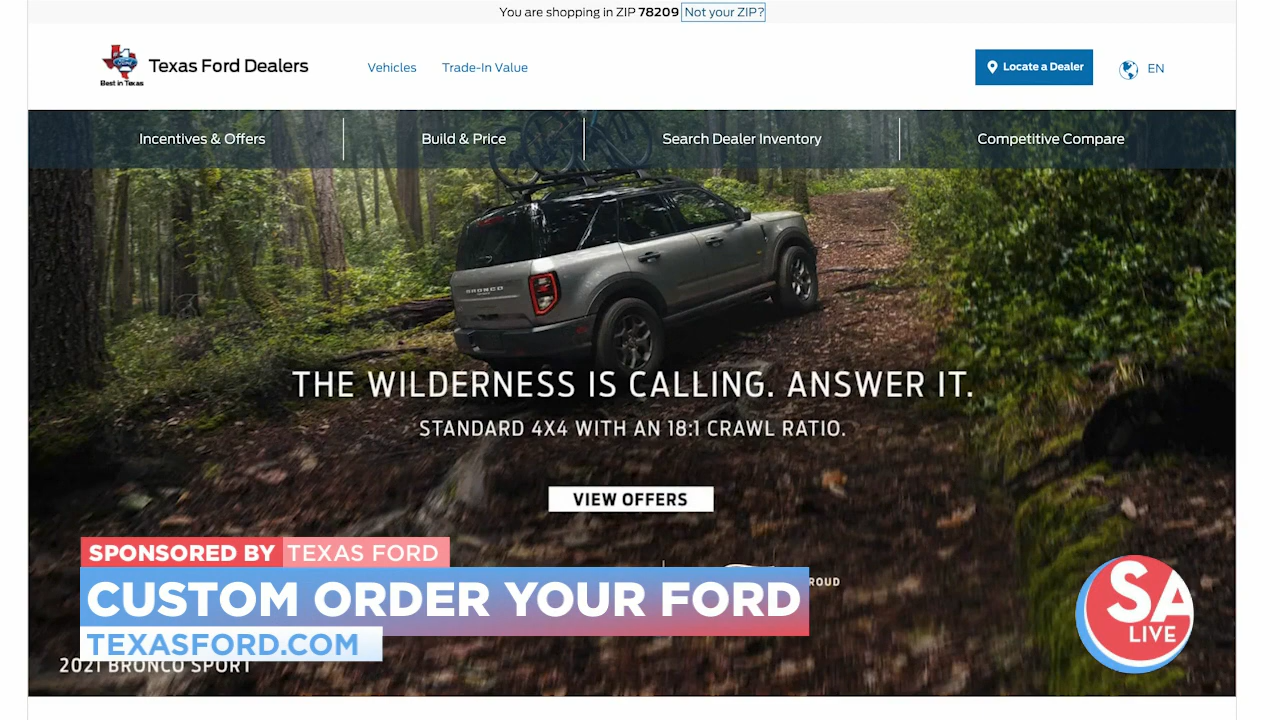 You are shopping in ZIP 78209 Not your ZIP?
Best in Texas
Texas Ford Dealers
Vehicles
Trade-In Value
Locate a Dealer
EN
Incentives & Offers
Build & Price
Search Dealer Inventory
Competitive Compare
BRONCO
THE WILDERNESS IS CALLING. ANSWER IT.
STANDARD 4X4 WITH AN 18:1 CRAWL RATIO.
VIEW OFFERS
SPONSORED BY TEXAS FORD
CUSTOM ORDER YOUR FORD
TEXASFORD.COM
2021 BRONCO SPORT
SA
LIVE